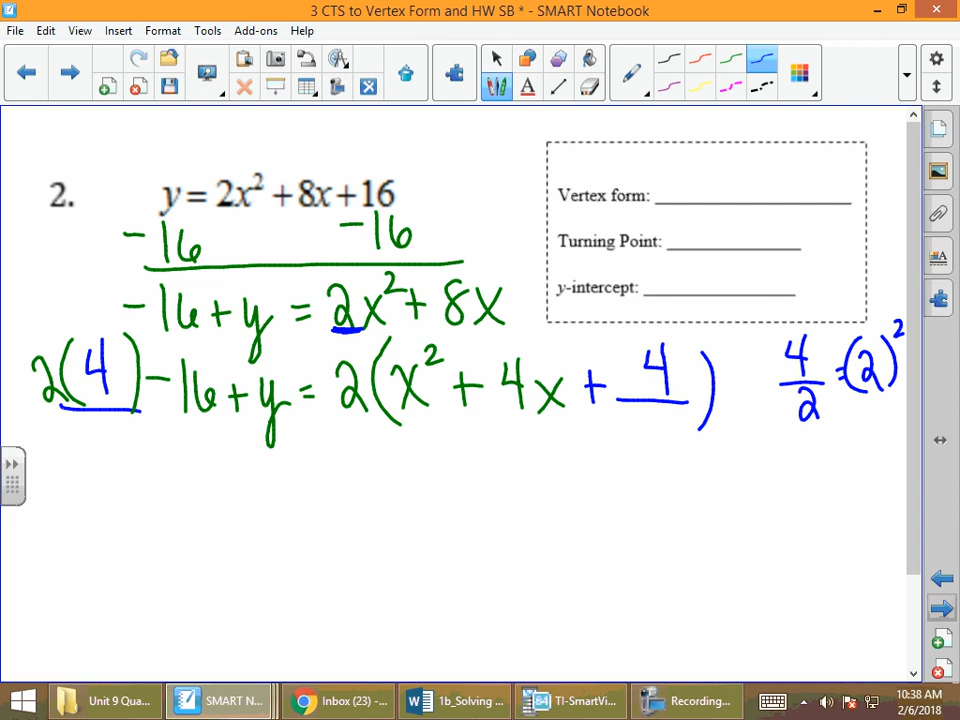 3 CTS to Vertex Form and HW SB * - SMART Notebook
File Edit View Insert Format Tools Add-ons Help
2. y = 2x² + 8x + 16
-16 -16
-16 + y = 2x² + 8x
2(4) - 16 + y = 2(x² + 4x + 4)
4/2 = (2)²
Vertex form: ____________
Turning Point: ____________
y-intercept: ____________
Unit 9 Qua...
SMART N...
Inbox (23) -...
1b_Solving ...
TI-SmartVi...
Recording...
10:38 AM
2/6/2018